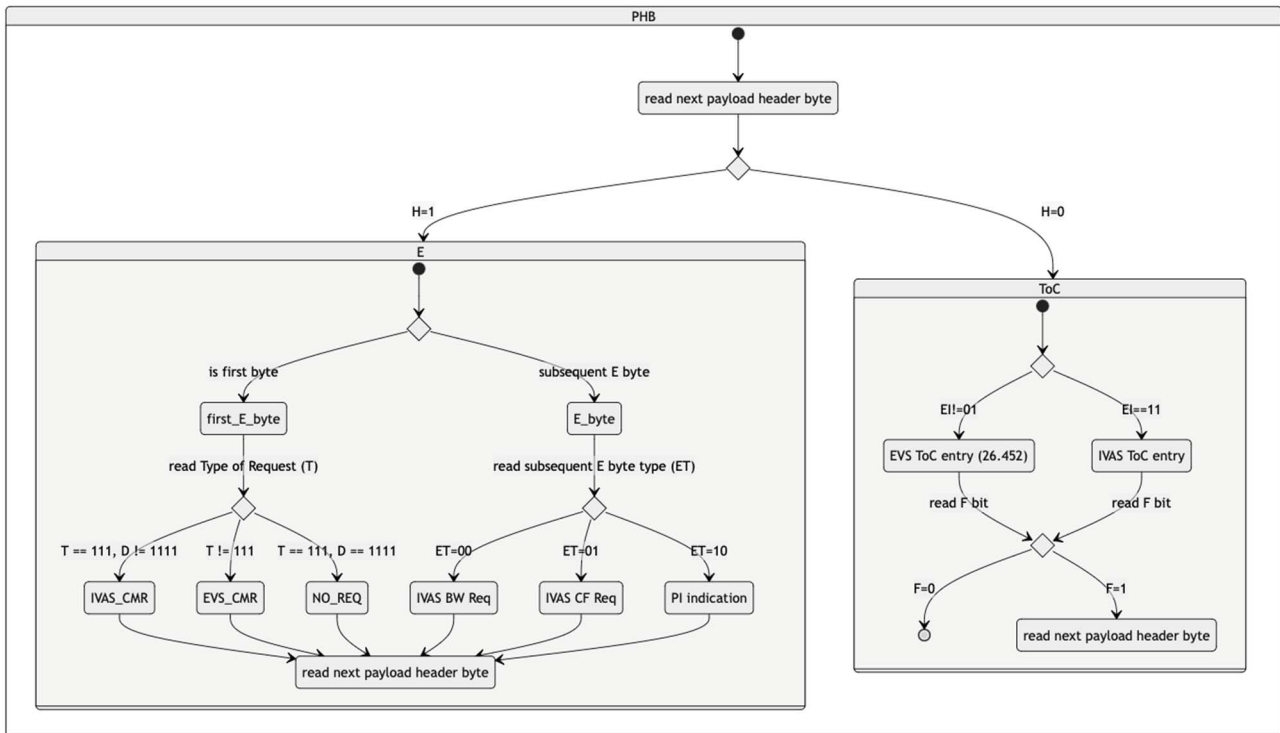 PHB
read next payload header byte
H=1
H=0
E
ToC
is first byte
subsequent E byte
first_E_byte
E_byte
EI!=01
EI==11
EVS ToC entry (26.452)
IVAS ToC entry
read Type of Request (T)
read subsequent E byte type (ET)
read F bit
read F bit
T == 111, D != 1111
T != 111
T == 111, D == 1111
ET=00
ET=01
ET=10
IVAS_CMR
EVS_CMR
NO_REQ
IVAS BW Req
IVAS CF Req
PI indication
F=0
F=1
read next payload header byte
read next payload header byte